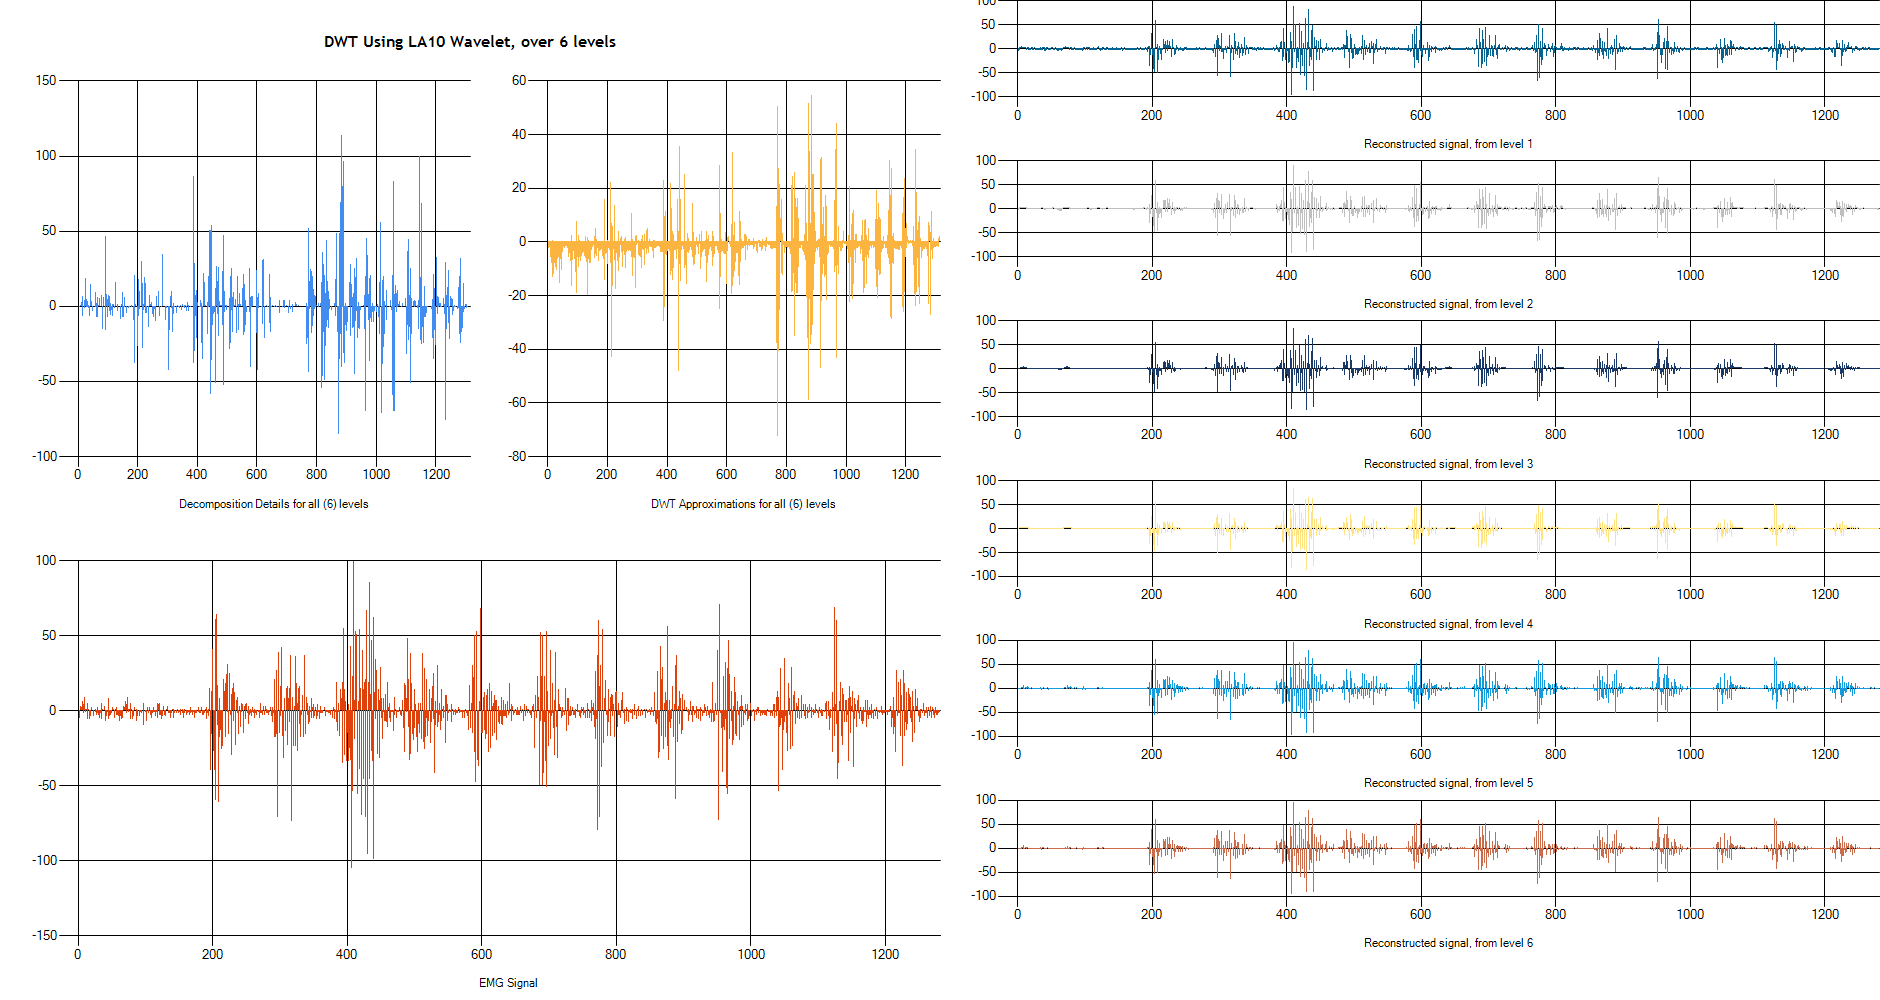 DWT Using LA10 Wavelet, over 6 levels
150
100
50
0
-50
-100
0 200 400 600 800 1000 1200
Decomposition Details for all (6) levels
60
40
20
0
-20
-40
-60
-80
0 200 400 600 800 1000 1200
DWT Approximations for all (6) levels
100
50
0
-50
-100
-150
0 200 400 600 800 1000 1200
EMG Signal
100
50
0
-50
-100
0 200 400 600 800 1000 1200
Reconstructed signal, from level 1
100
50
0
-50
-100
0 200 400 600 800 1000 1200
Reconstructed signal, from level 2
100
50
0
-50
-100
0 200 400 600 800 1000 1200
Reconstructed signal, from level 3
100
50
0
-50
-100
0 200 400 600 800 1000 1200
Reconstructed signal, from level 4
100
50
0
-50
-100
0 200 400 600 800 1000 1200
Reconstructed signal, from level 5
100
50
0
-50
-100
0 200 400 600 800 1000 1200
Reconstructed signal, from level 6